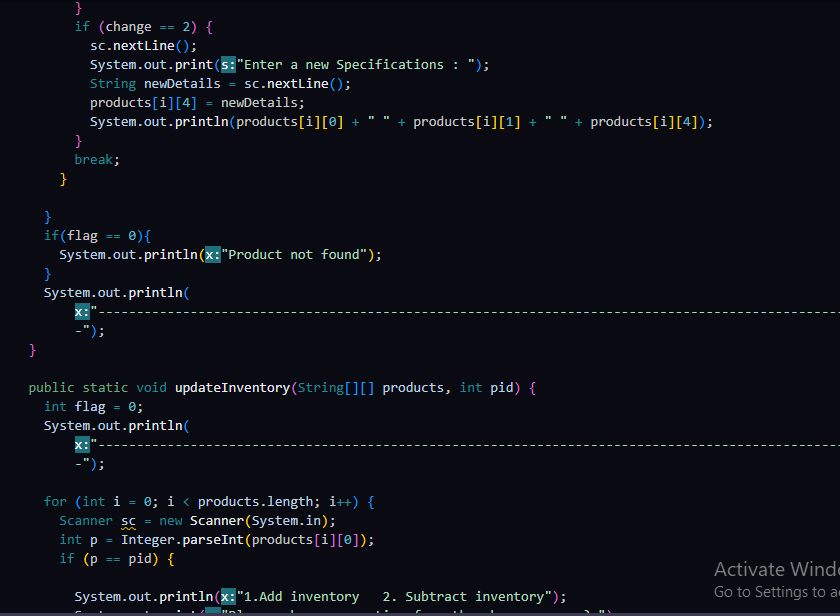 }
if (change == 2) {
sc.nextLine();
System.out.print(s:"Enter a new Specifications : ");
String newDetails = sc.nextLine();
products[i][4] = newDetails;
System.out.println(products[i][0] + " " + products[i][1] + " " + products[i][4]);
}
break;
}
}
if(flag == 0){
System.out.println(x:"Product not found");
}
System.out.println(
x:"------------------------------------------------------------------------------------------------
-");
}
public static void updateInventory(String[][] products, int pid) {
int flag = 0;
System.out.println(
x:"------------------------------------------------------------------------------------------------
-");
for (int i = 0; i < products.length; i++) {
Scanner sc = new Scanner(System.in);
int p = Integer.parseInt(products[i][0]);
if (p == pid) {
Activate Wind
Go to Settings to a
System.out.println(x:"1.Add inventory   2. Subtract inventory");